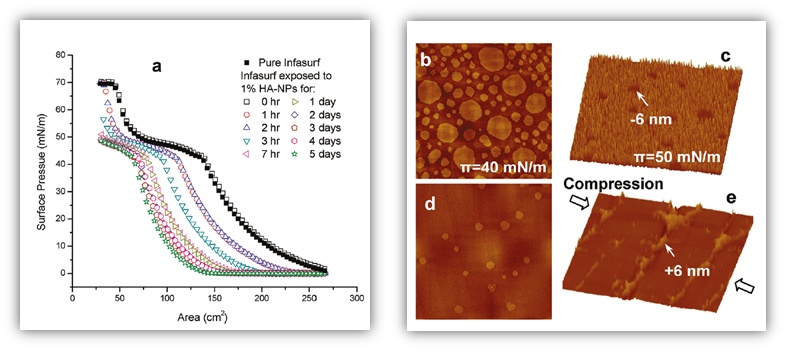 80
70
60
50
40
30
20
10
0
Surface Pressue (mN/m)
a
Pure Infasurf
Infasurf exposed to
1% HA-NPs for:
0 hr 1 day
1 hr 2 days
2 hr 3 days
3 hr 4 days
7 hr 5 days
0 50 100 150 200 250 300
Area (cm²)
b
π=40 mN/m
c
-6 nm
π=50 mN/m
d
Compression
e
+6 nm